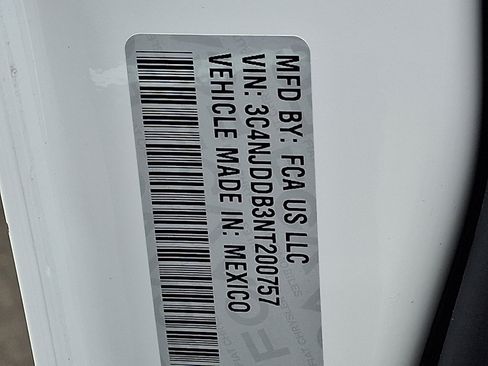 MFD BY: FCA US LLC
VIN: 3C4NJDDB3NT200757
VEHICLE MADE IN: MEXICO